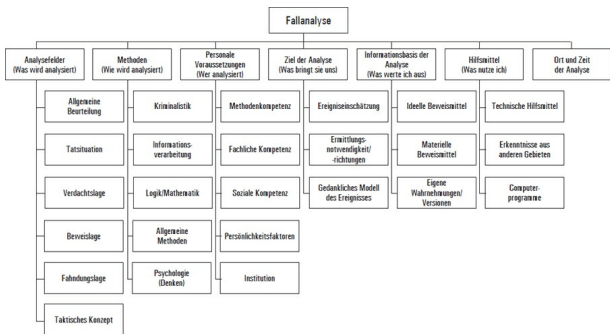 Fallanalyse
Analysefelder
(Was wird analysiert)
Methoden
(Wie wird analysiert)
Personale
Voraussetzungen
(Wer analysiert)
Ziel der Analyse
(Was bringt sie uns)
Informationsbasis der
Analyse
(Was werte ich aus)
Hilfsmittel
(Was nutze ich)
Ort und Zeit
der Analyse
Allgemeine
Beurteilung
Tatsituation
Verdachtslage
Beweislage
Fahndungslage
Taktisches Konzept
Kriminalistik
Informations-
verarbeitung
Logik/Mathematik
Allgemeine
Methoden
Psychologie
(Denken)
Methodenkompetenz
Fachliche Kompetenz
Soziale Kompetenz
Persönlichkeitsfaktoren
Institution
Ereigniseinschätzung
Ermittlungs-
notwendigkeit/
-richtungen
Gedankliches Modell
des Ereignisses
Ideelle Beweismittel
Materielle
Beweismittel
Eigene
Wahrnehmungen/
Versionen
Technische Hilfsmittel
Erkenntnisse aus
anderen Gebieten
Computer-
programme